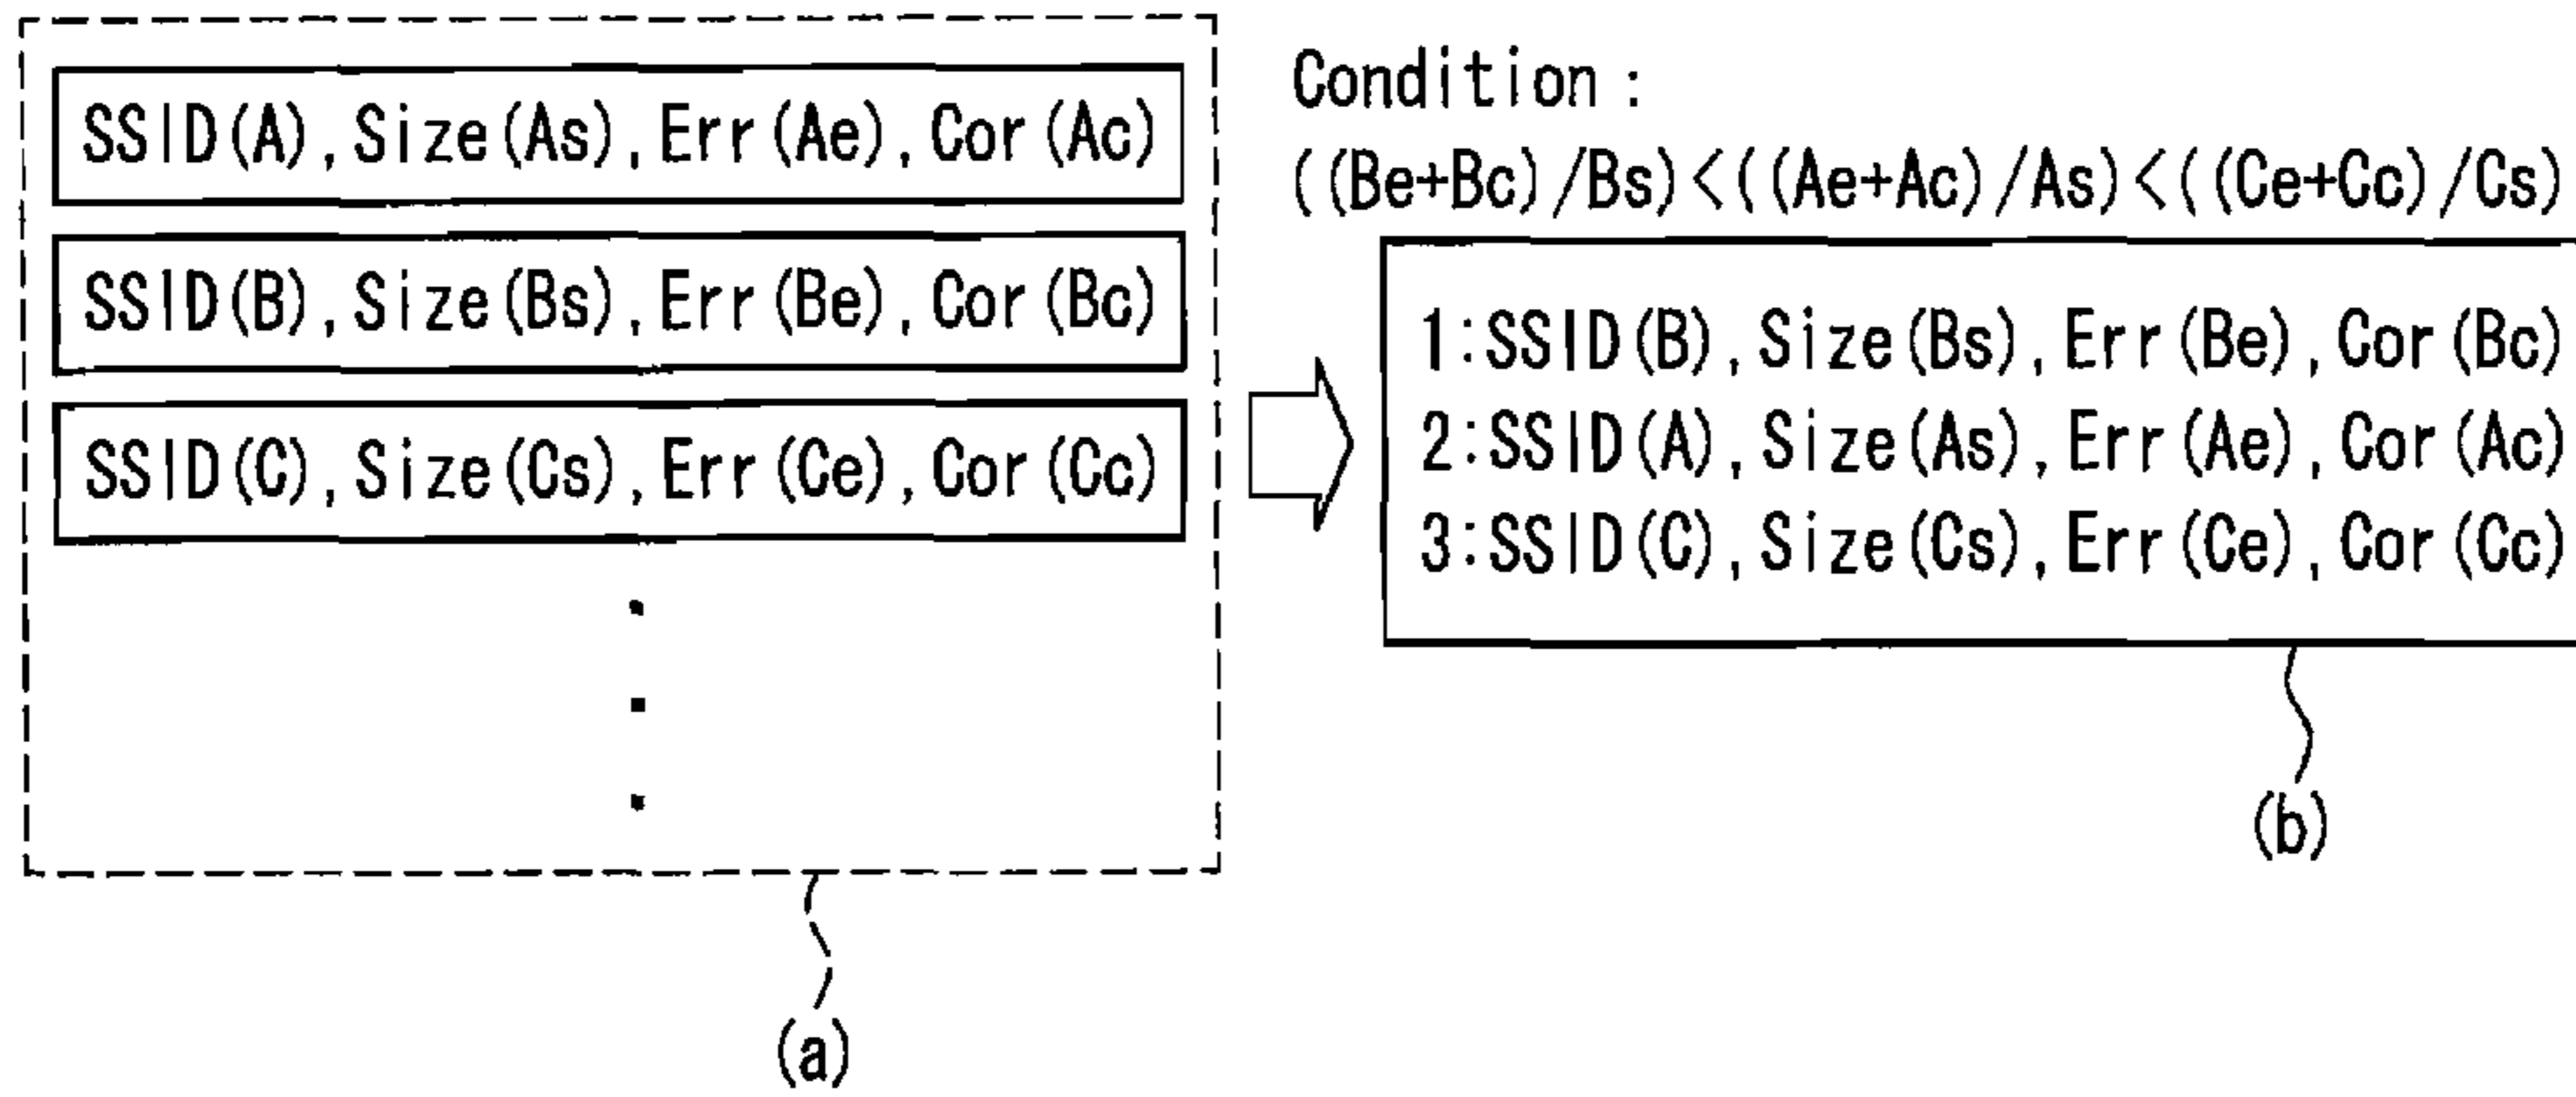 SSID(A),Size(As),Err(Ae),Cor(Ac)
SSID(B),Size(Bs),Err(Be),Cor(Bc)
SSID(C),Size(Cs),Err(Ce),Cor(Cc)
(a)
Condition :
((Be+Bc)/Bs)<((Ae+Ac)/As)<((Ce+Cc)/Cs)
1:SSID(B),Size(Bs),Err(Be),Cor(Bc)
2:SSID(A),Size(As),Err(Ae),Cor(Ac)
3:SSID(C),Size(Cs),Err(Ce),Cor(Cc)
(b)